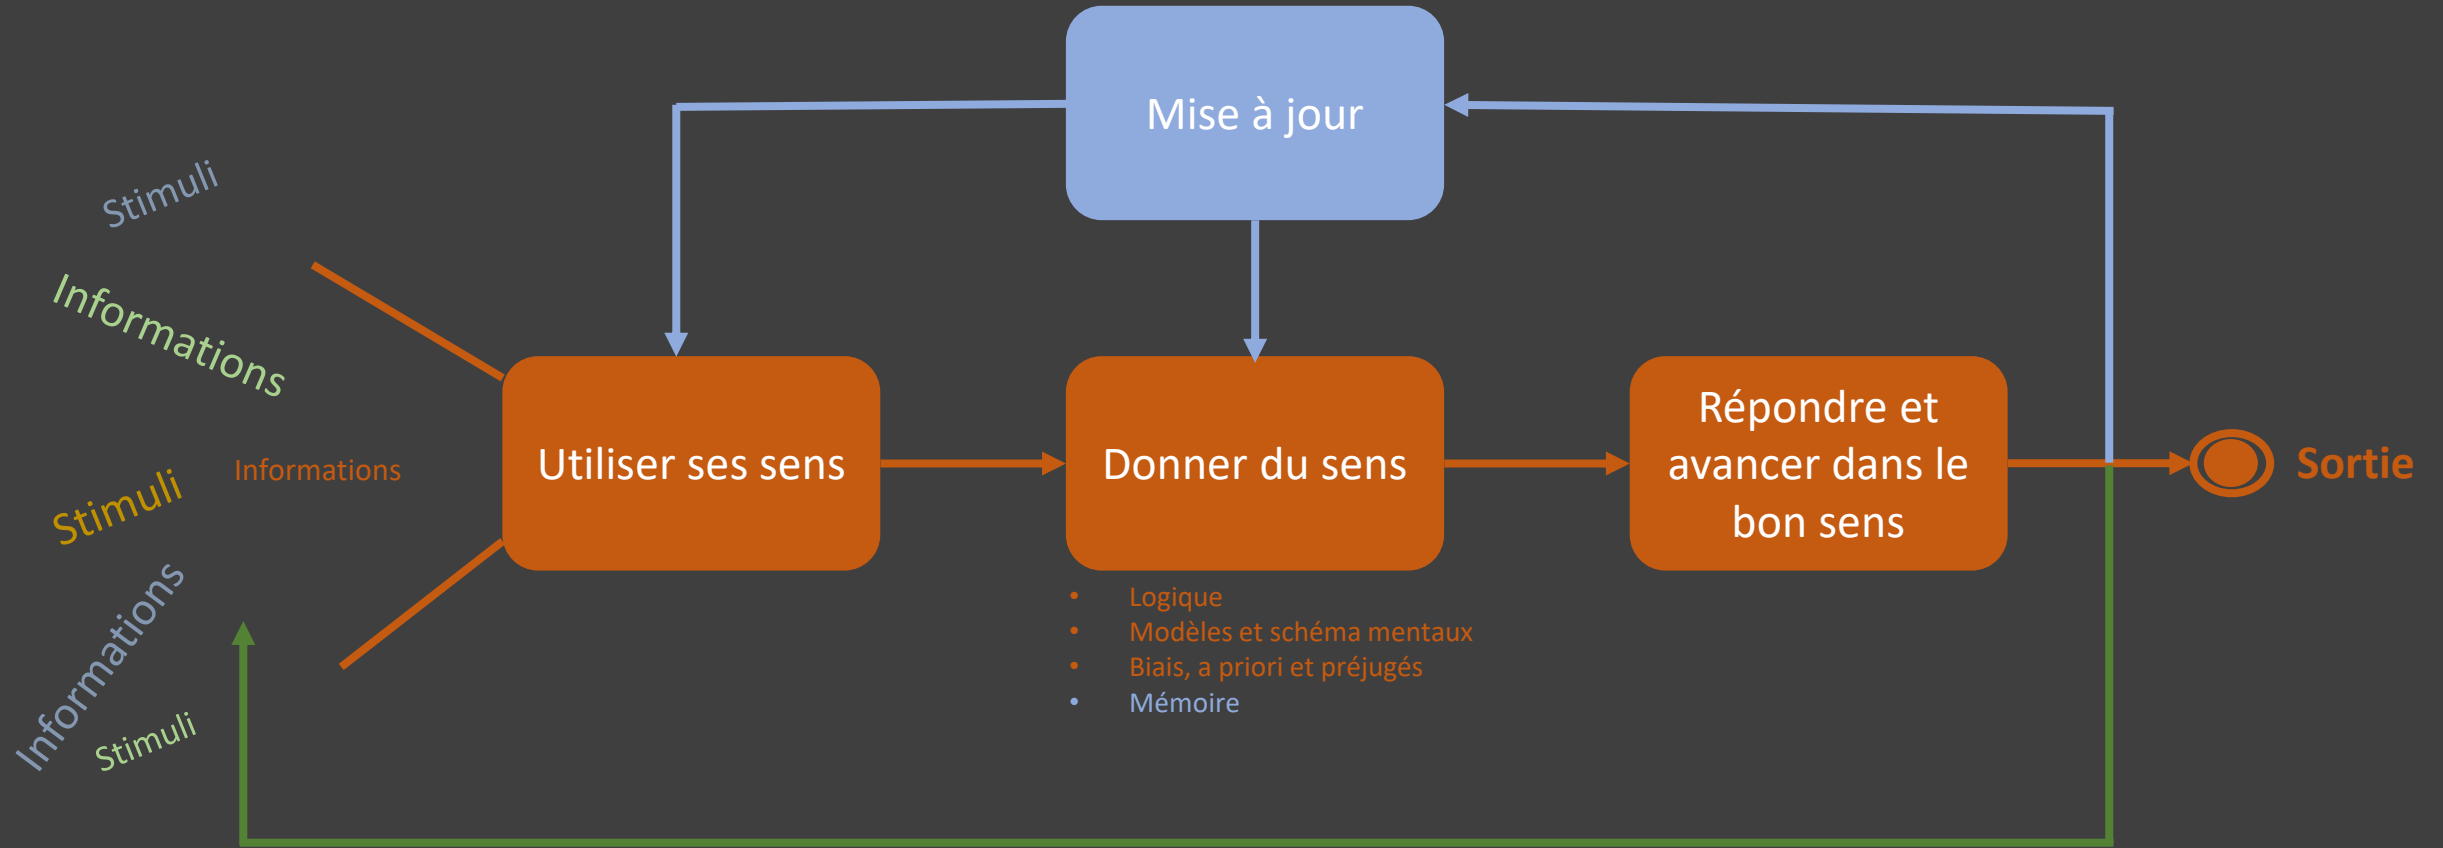 Mise à jour
Stimuli
Informations
Stimuli
Informations
Informations
Stimuli
Utiliser ses sens
Donner du sens
Répondre et
avancer dans le
bon sens
Sortie
• Logique
• Modèles et schéma mentaux
• Biais, a priori et préjugés
• Mémoire